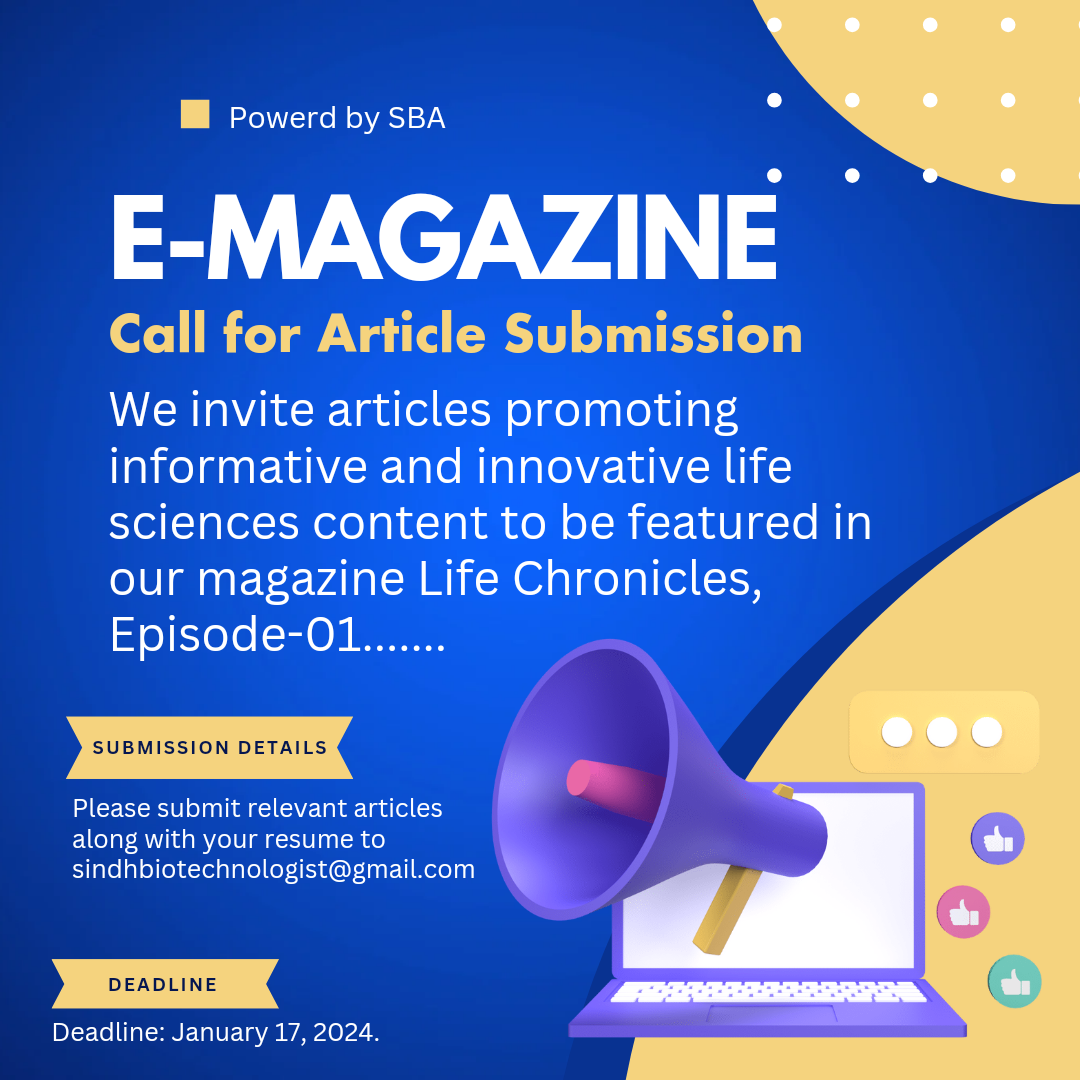 Powerd by SBA
E-MAGAZINE
Call for Article Submission
We invite articles promoting
informative and innovative life
sciences content to be featured in
our magazine Life Chronicles,
Episode-01.......
SUBMISSION DETAILS
Please submit relevant articles
along with your resume to
sindhbiotechnologist@gmail.com
DEADLINE
Deadline: January 17, 2024.